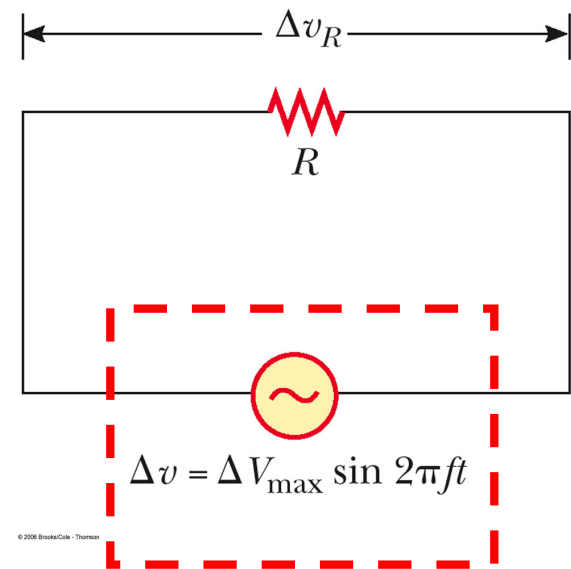 Δv_R
R
Δv = ΔV_max sin 2πft
© 2006 Brooks/Cole - Thomson